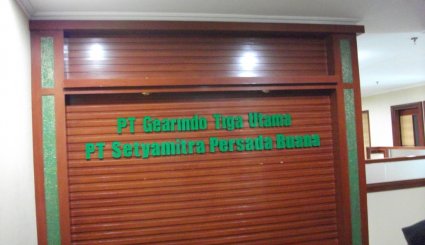 PT Gearindo Tiga Utama
PT Setyamitra Persada Buana